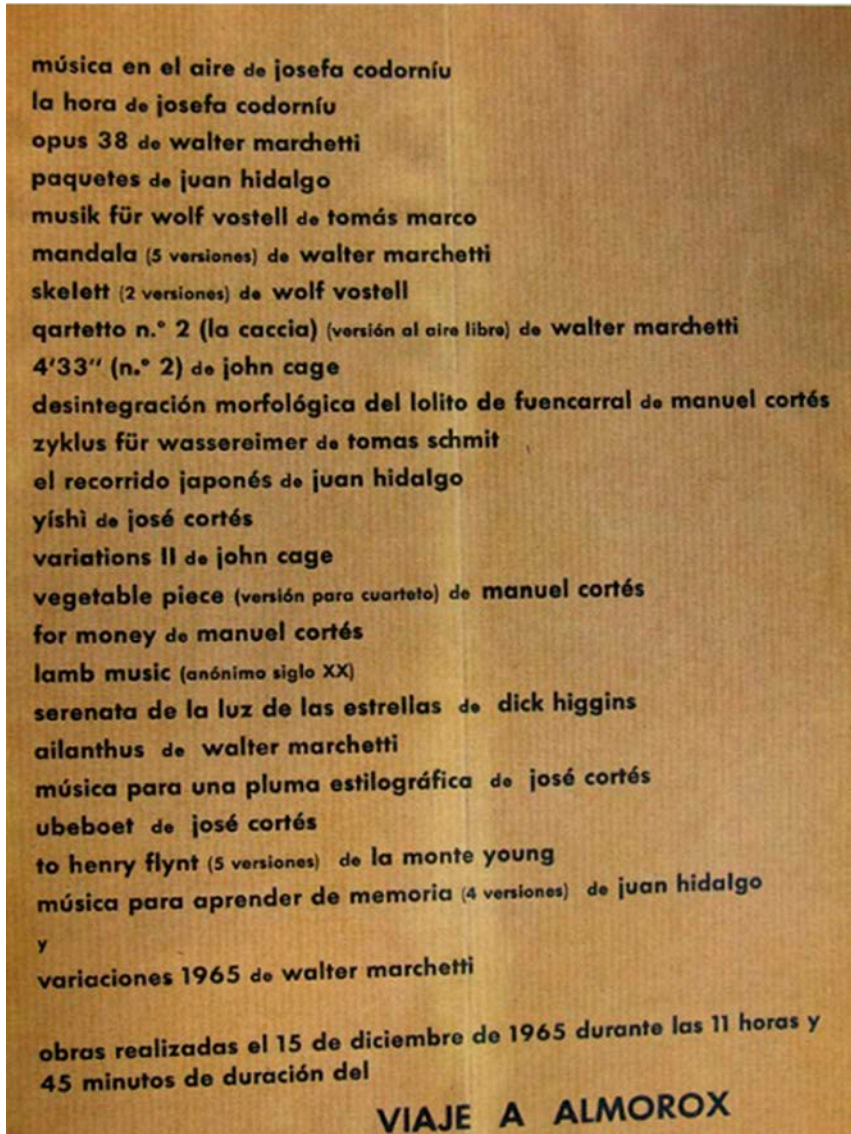 música en el aire de josefa codorníu
la hora de josefa codorníu
opus 38 de walter marchetti
paquetes de juan hidalgo
musik für wolf vostell de tomás marco
mandala (5 versiones) de walter marchetti
skelett (2 versiones) de wolf vostell
qartetto n.º 2 (la caccia) (versión al aire libre) de walter marchetti
4'33" (n.º 2) de john cage
desintegración morfológica del lolito de fuencarral de manuel cortés
zyklus für wassereimer de tomas schmit
el recorrido japonés de juan hidalgo
yíshì de josé cortés
variations II de john cage
vegetable piece (versión para cuarteto) de manuel cortés
for money de manuel cortés
lamb music (anónimo siglo XX)
serenata de la luz de las estrellas de dick higgins
ailanthus de walter marchetti
música para una pluma estilográfica de josé cortés
ubeboet de josé cortés
to henry flynt (5 versiones) de la monte young
música para aprender de memoria (4 versiones) de juan hidalgo
y
variaciones 1965 de walter marchetti
obras realizadas el 15 de diciembre de 1965 durante las 11 horas y
45 minutos de duración del
VIAJE A ALMOROX